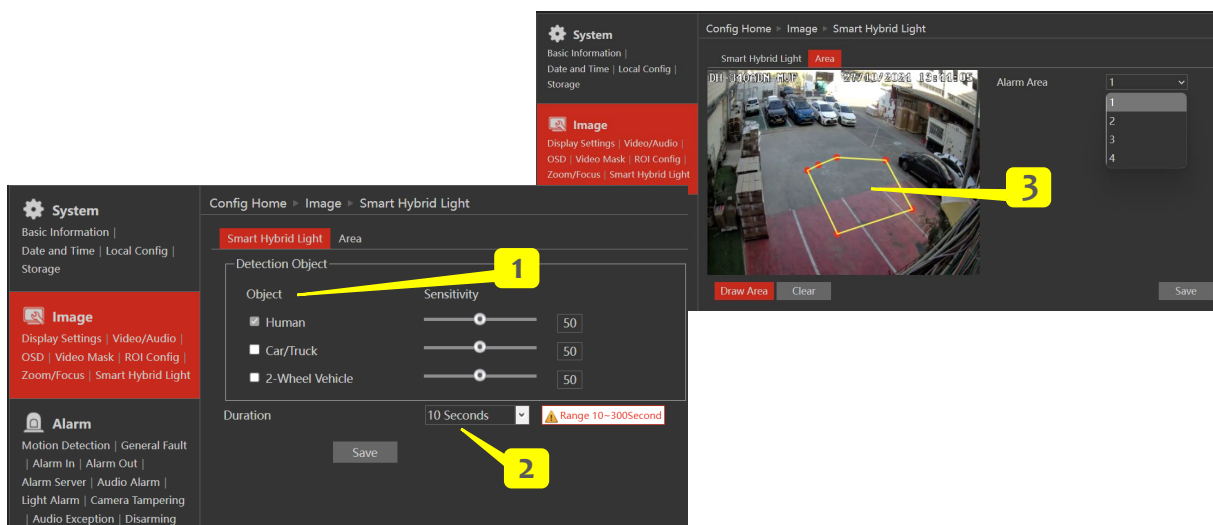 System
Basic Information |
Date and Time | Local Config |
Storage
Image
Display Settings | Video/Audio |
OSD | Video Mask | ROI Config |
Zoom/Focus | Smart Hybrid Light
Config Home ▸ Image ▸ Smart Hybrid Light
Smart Hybrid Light Area
Alarm Area 1
1
2
3
4
3
Draw Area Clear Save
System
Basic Information |
Date and Time | Local Config |
Storage
Image
Display Settings | Video/Audio |
OSD | Video Mask | ROI Config |
Zoom/Focus | Smart Hybrid Light
Alarm
Motion Detection | General Fault
| Alarm In | Alarm Out |
Alarm Server | Audio Alarm |
Light Alarm | Camera Tampering
| Audio Exception | Disarming
Config Home ▸ Image ▸ Smart Hybrid Light
Smart Hybrid Light Area
Detection Object
1
Object Sensitivity
Human 50
Car/Truck 50
2-Wheel Vehicle 50
Duration 10 Seconds Range 10~300Second
Save
2